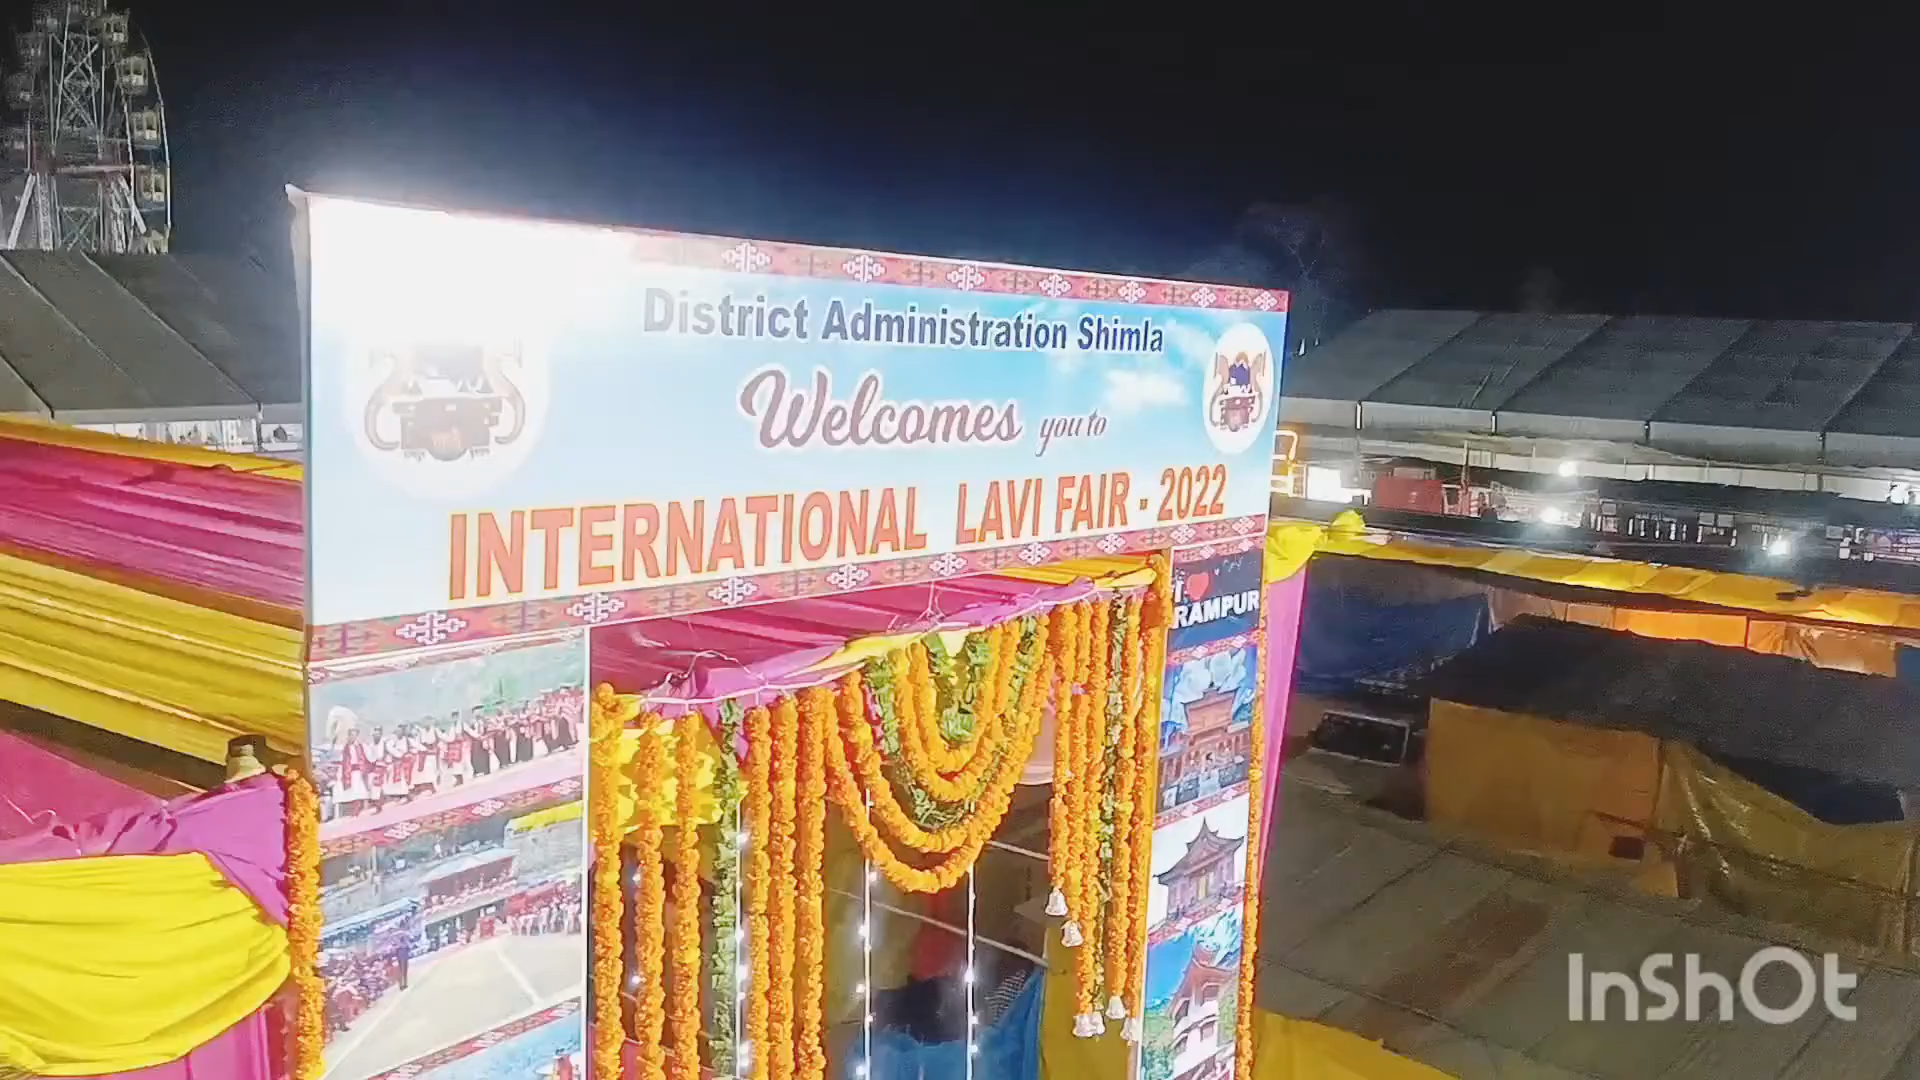 District Administration Shimla
Welcomes you to
INTERNATIONAL LAVI FAIR - 2022
I
RAMPUR
InShOt